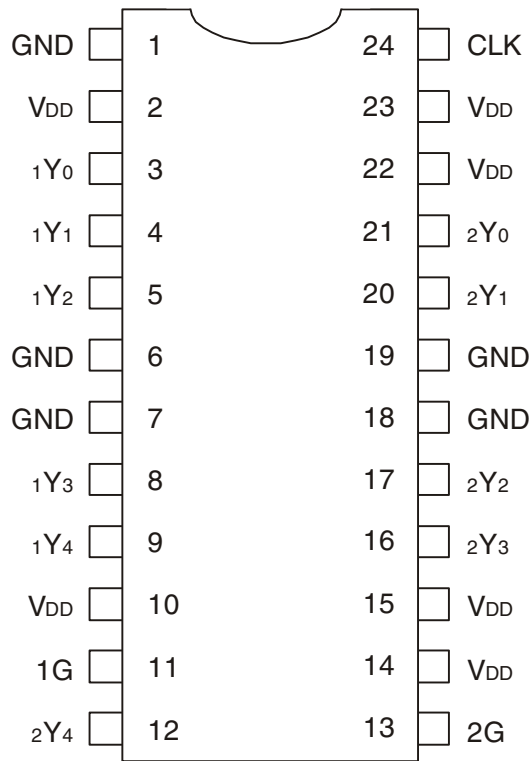 GND 1 24 CLK
VDD 2 23 VDD
1Y0 3 22 VDD
1Y1 4 21 2Y0
1Y2 5 20 2Y1
GND 6 19 GND
GND 7 18 GND
1Y3 8 17 2Y2
1Y4 9 16 2Y3
VDD 10 15 VDD
1G 11 14 VDD
2Y4 12 13 2G